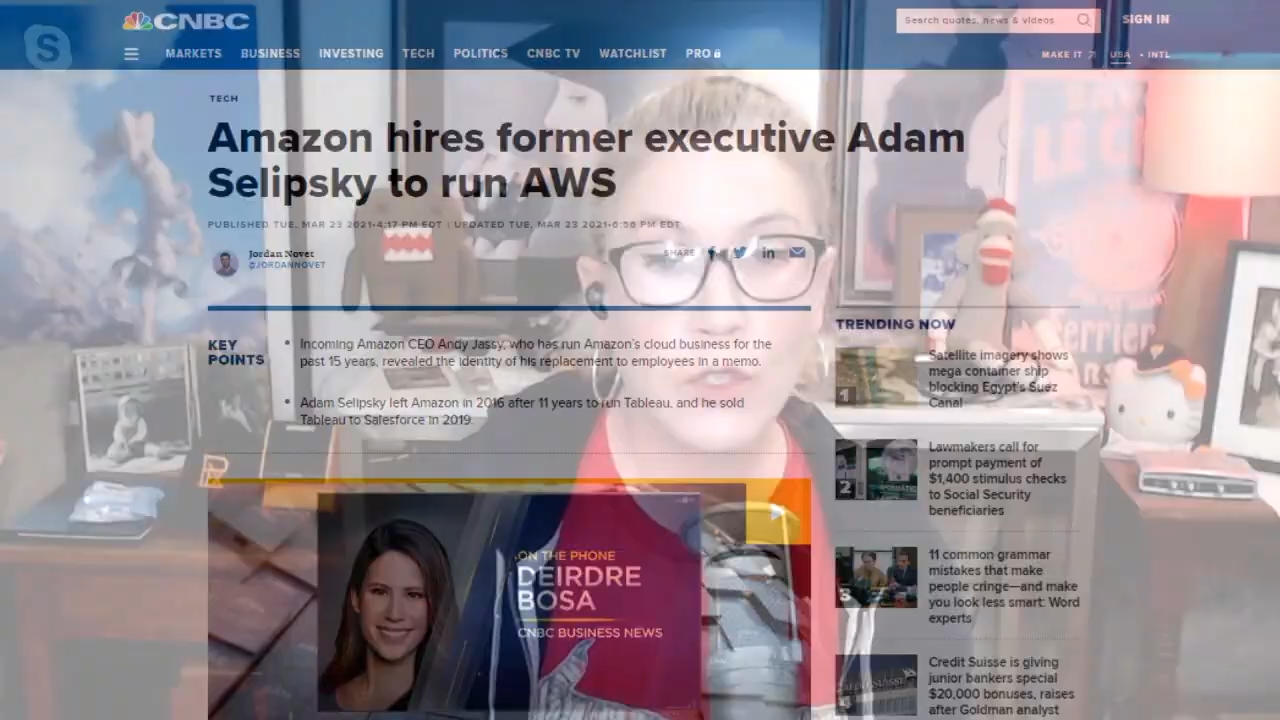 CNBC
Search quotes, news & videos
SIGN IN
MARKETS BUSINESS INVESTING TECH POLITICS CNBC TV WATCHLIST PRO
MAKE IT
USA • INTL
TECH
Amazon hires former executive Adam
Selipsky to run AWS
PUBLISHED TUE, MAR 23 2021•4:17 PM EDT | UPDATED TUE, MAR 23 2021•6:56 PM EDT
Jordan Novet
@JORDANNOVET
SHARE
KEY
POINTS
Incoming Amazon CEO Andy Jassy, who has run Amazon's cloud business for the
past 15 years, revealed the identity of his replacement to employees in a memo.
Adam Selipsky left Amazon in 2016 after 11 years to run Tableau, and he sold
Tableau to Salesforce in 2019.
ON THE PHONE
DEIRDRE
BOSA
CNBC BUSINESS NEWS
TRENDING NOW
1
Satellite imagery shows
mega container ship
blocking Egypt's Suez
Canal
2
Lawmakers call for
prompt payment of
$1,400 stimulus checks
to Social Security
beneficiaries
3
11 common grammar
mistakes that make
people cringe—and make
you look less smart: Word
experts
Credit Suisse is giving
junior bankers special
$20,000 bonuses, raises
after Goldman analyst